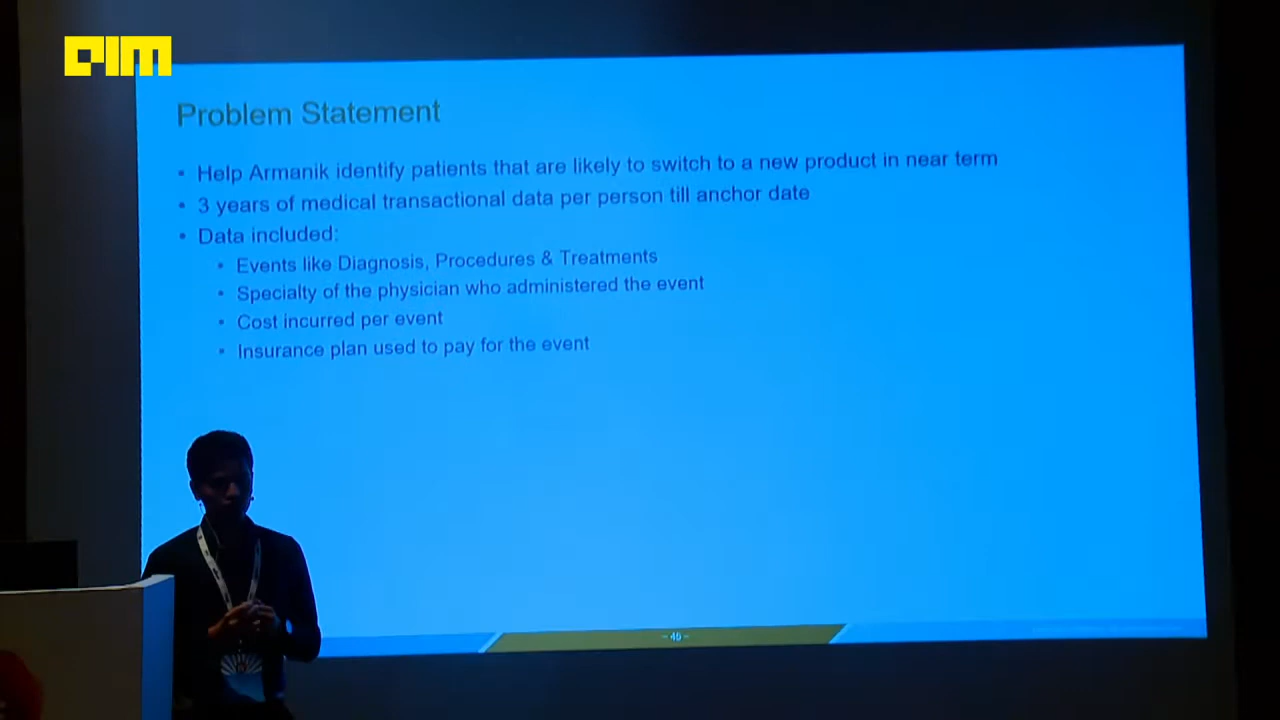 AIM
Problem Statement
• Help Armanik identify patients that are likely to switch to a new product in near term
• 3 years of medical transactional data per person till anchor date
• Data included:
• Events like Diagnosis, Procedures & Treatments
• Specialty of the physician who administered the event
• Cost incurred per event
• Insurance plan used to pay for the event
~ 45 ~